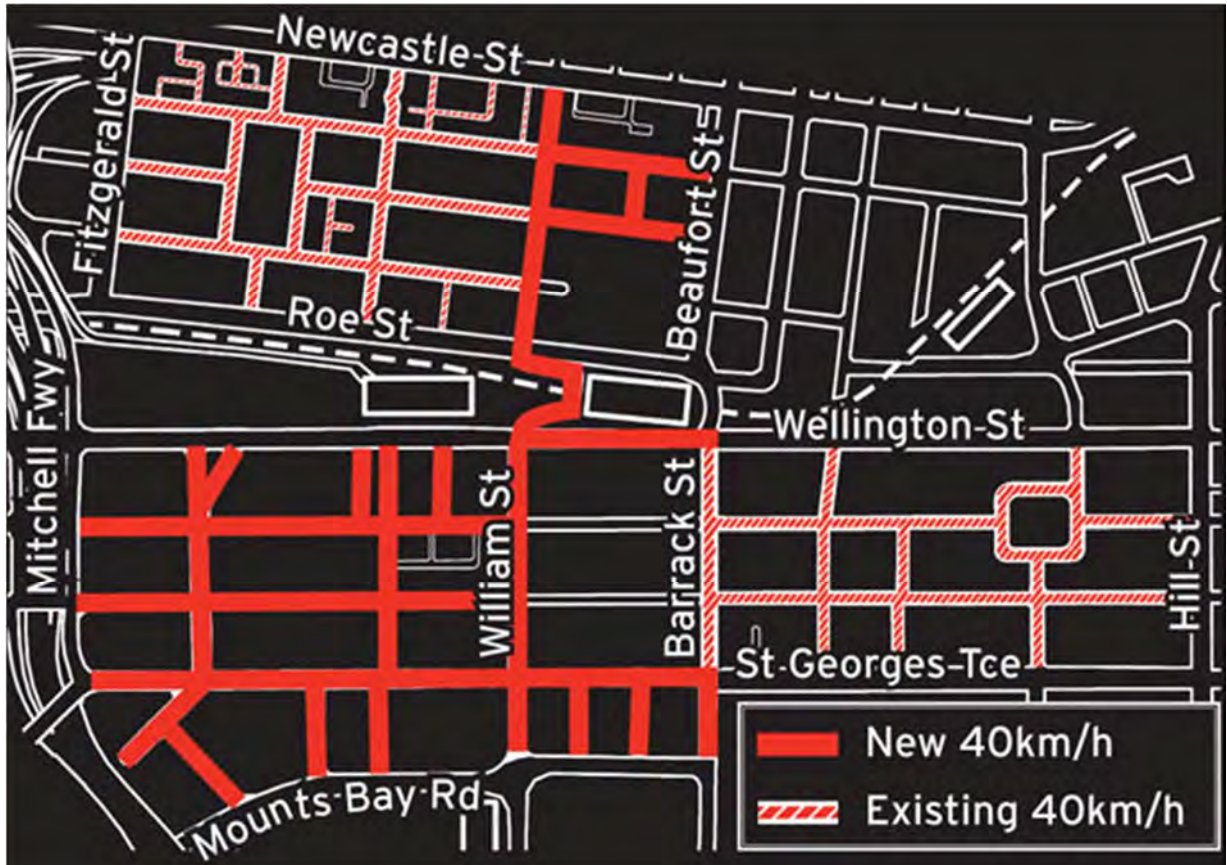 Newcastle-St
Fitzgerald-St
Beaufort-St
Roe-St
Mitchell Fwy
Wellington-St
William St
Barrack St
Hill-St
St-Georges-Tce
Mounts-Bay-Rd
New 40km/h
Existing 40km/h